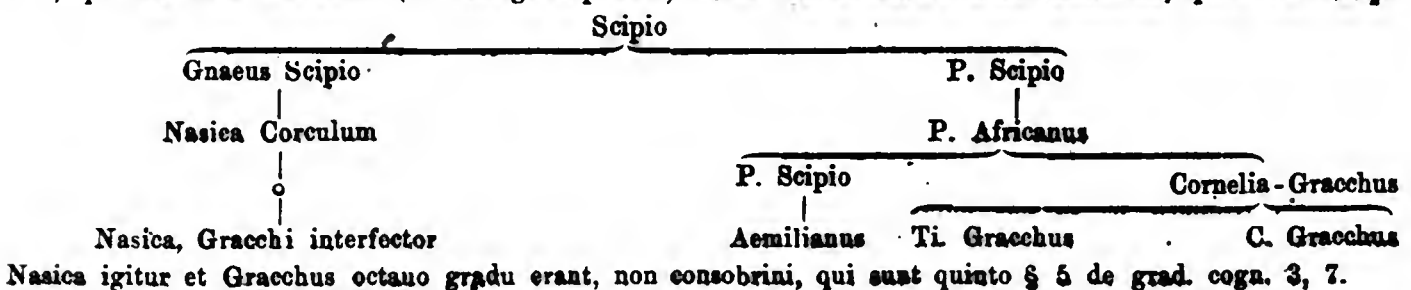 Scipio
Gnaeus Scipio P. Scipio
Nasica Corculum P. Africanus
P. Scipio Cornelia - Gracchus
Nasica, Gracchi interfector Aemilianus Ti. Gracchus C. Gracchus
Nasica igitur et Gracchus octauo gradu erant, non consobrini, qui sunt quinto § 5 de grad. cogn. 3, 7.